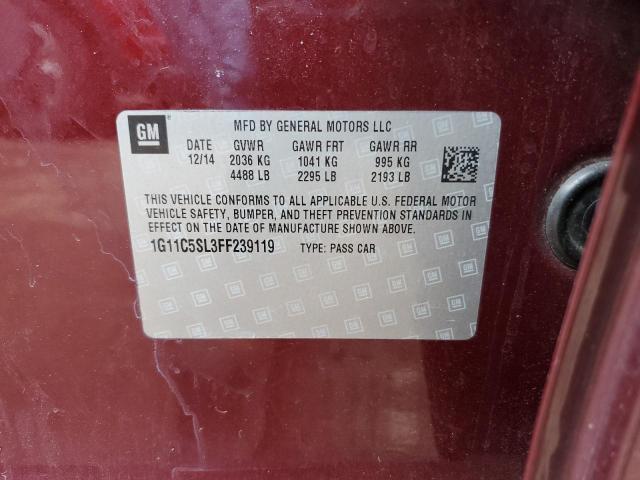 GM MFD BY GENERAL MOTORS LLC
DATE GVWR GAWR FRT GAWR RR
12/14 2036 KG 1041 KG 995 KG
4488 LB 2295 LB 2193 LB
THIS VEHICLE CONFORMS TO ALL APPLICABLE U.S. FEDERAL MOTOR
VEHICLE SAFETY, BUMPER, AND THEFT PREVENTION STANDARDS IN
EFFECT ON THE DATE OF MANUFACTURE SHOWN ABOVE.
1G11C5SL3FF239119 TYPE: PASS CAR